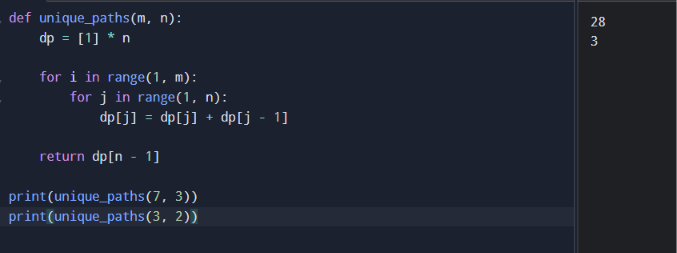 def unique_paths(m, n):
    dp = [1] * n
    for i in range(1, m):
        for j in range(1, n):
            dp[j] = dp[j] + dp[j - 1]
    return dp[n - 1]
print(unique_paths(7, 3))
print(unique_paths(3, 2))
28
3